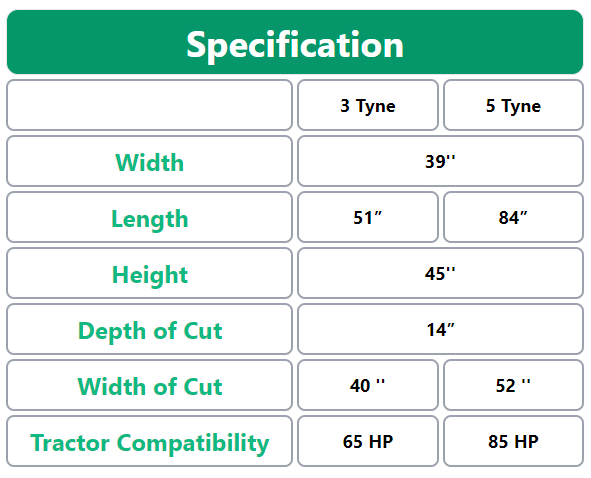 Specification
3 Tyne 5 Tyne
Width 39''
Length 51” 84”
Height 45''
Depth of Cut 14”
Width of Cut 40 '' 52 ''
Tractor Compatibility 65 HP 85 HP